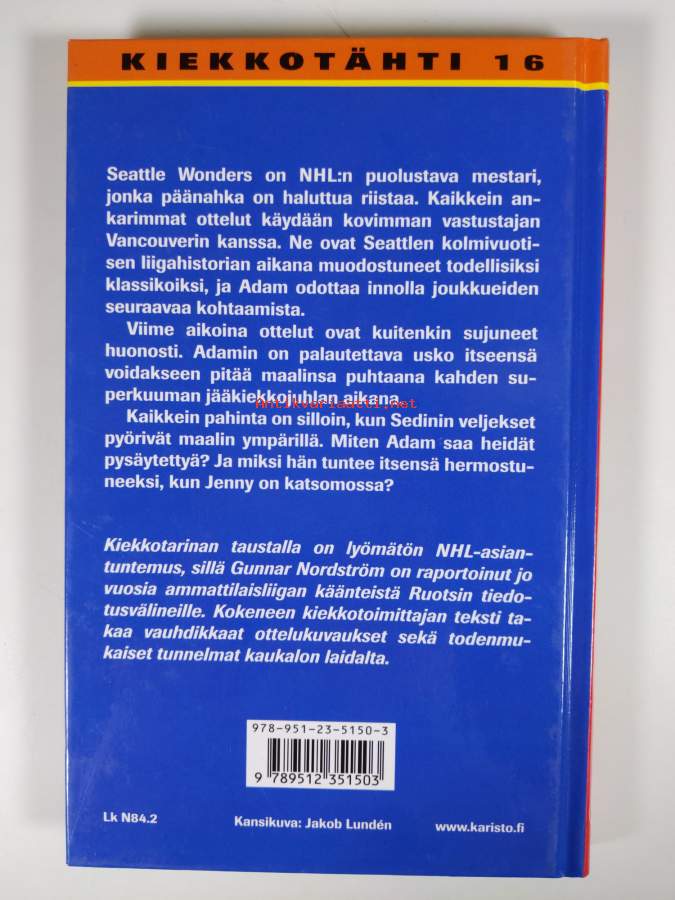 KIEKKOTÄHTI 16
Seattle Wonders on NHL:n puolustava mestari,
jonka päänahka on haluttua riistaa. Kaikkein an-
karimmat ottelut käydään kovimman vastustajan
Vancouverin kanssa. Ne ovat Seattlen kolmivuoti-
sen liigahistorian aikana muodostuneet todellisiksi
klassikoiksi, ja Adam odottaa innolla joukkueiden
seuraavaa kohtaamista.
Viime aikoina ottelut ovat kuitenkin sujuneet
huonosti. Adamin on palautettava usko itseensä
voidakseen pitää maalinsa puhtaana kahden su-
perkuuman jääkiekkojuhlan aikana.
Antikvariaatti.net
Kaikkein pahinta on silloin, kun Sedinin veljekset
pyörivät maalin ympärillä. Miten Adam saa heidät
pysäytettyä? Ja miksi hän tuntee itsensä hermostu-
neeksi, kun Jenny on katsomossa?
Kiekkotarinan taustalla on lyömätön NHL-asian-
tuntemus, sillä Gunnar Nordström on raportoinut jo
vuosia ammattilaisliigan käänteistä Ruotsin tiedo-
tusvälineille. Kokeneen kiekkotoimittajan teksti ta-
kaa vauhdikkaat ottelukuvaukset sekä todenmu-
kaiset tunnelmat kaukalon laidalta.
978-951-23-5150-3
9 789512 351503
Lk N84.2 Kansikuva: Jakob Lundén www.karisto.fi